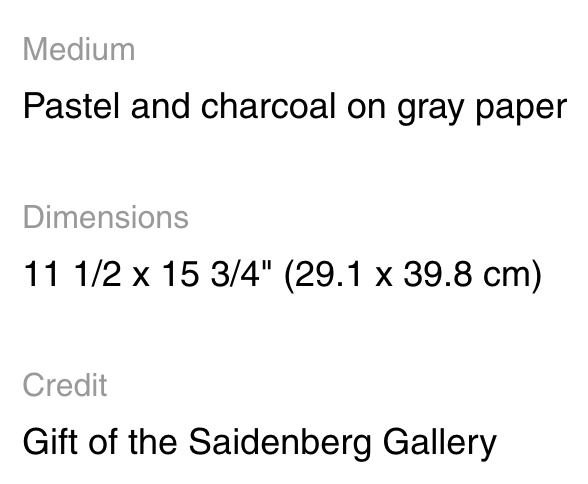 Medium
Pastel and charcoal on gray paper
Dimensions
11 1/2 x 15 3/4" (29.1 x 39.8 cm)
Credit
Gift of the Saidenberg Gallery